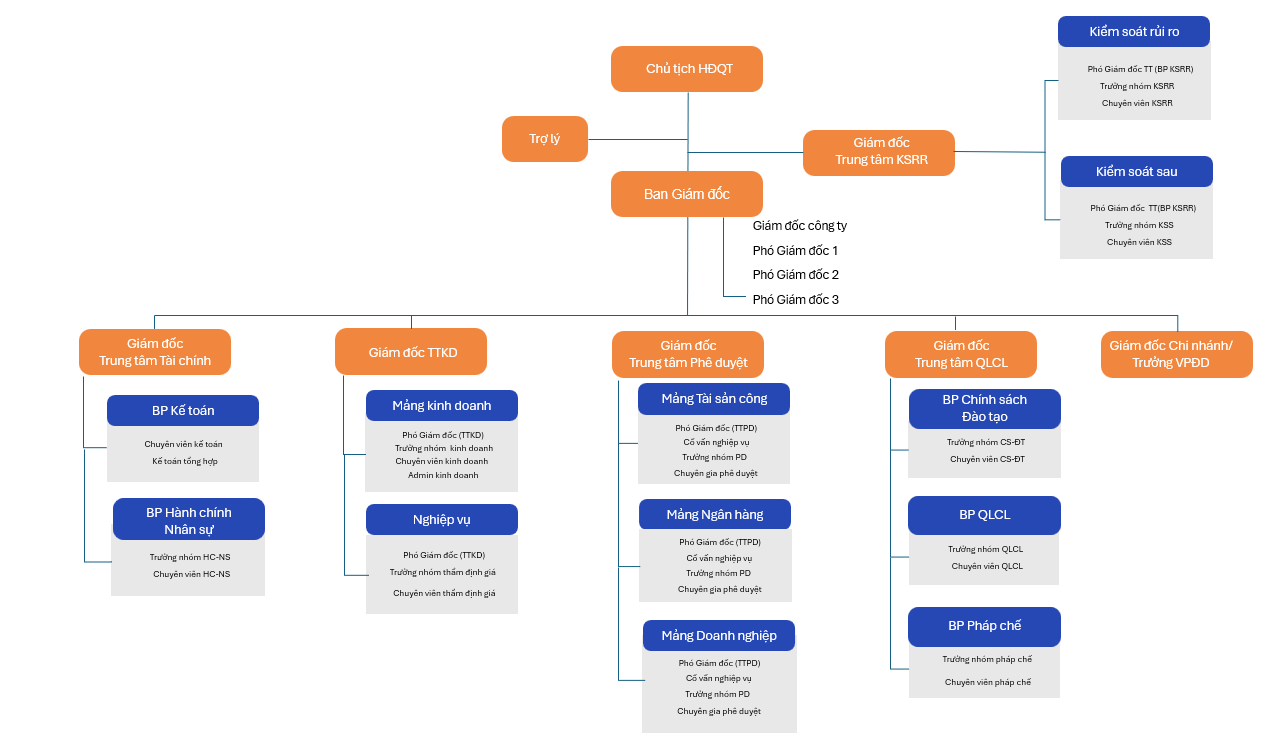 Chủ tịch HĐQT
Trợ lý
Giám đốc
Trung tâm KSRR
Kiểm soát rủi ro
Phó Giám đốc TT (BP KSRR)
Trưởng nhóm KSRR
Chuyên viên KSRR
Kiểm soát sau
Phó Giám đốc TT(BP KSRR)
Trưởng nhóm KSS
Chuyên viên KSS
Ban Giám đốc
Giám đốc công ty
Phó Giám đốc 1
Phó Giám đốc 2
Phó Giám đốc 3
Giám đốc
Trung tâm Tài chính
BP Kế toán
Chuyên viên kế toán
Kế toán tổng hợp
BP Hành chính
Nhân sự
Trưởng nhóm HC-NS
Chuyên viên HC-NS
Giám đốc TTKD
Mảng kinh doanh
Phó Giám đốc (TTKD)
Trưởng nhóm kinh doanh
Chuyên viên kinh doanh
Admin kinh doanh
Nghiệp vụ
Phó Giám đốc (TTKD)
Trưởng nhóm thẩm định giá
Chuyên viên thẩm định giá
Giám đốc
Trung tâm Phê duyệt
Mảng Tài sản công
Phó Giám đốc (TTPD)
Cố vấn nghiệp vụ
Trưởng nhóm PD
Chuyên gia phê duyệt
Mảng Ngân hàng
Phó Giám đốc (TTPD)
Cố vấn nghiệp vụ
Trưởng nhóm PD
Chuyên gia phê duyệt
Mảng Doanh nghiệp
Phó Giám đốc (TTPD)
Cố vấn nghiệp vụ
Trưởng nhóm PD
Chuyên gia phê duyệt
Giám đốc
Trung tâm QLCL
BP Chính sách
Đào tạo
Trưởng nhóm CS-ĐT
Chuyên viên CS-ĐT
BP QLCL
Trưởng nhóm QLCL
Chuyên viên QLCL
BP Pháp chế
Trưởng nhóm pháp chế
Chuyên viên pháp chế
Giám đốc Chi nhánh/
Trưởng VPĐD